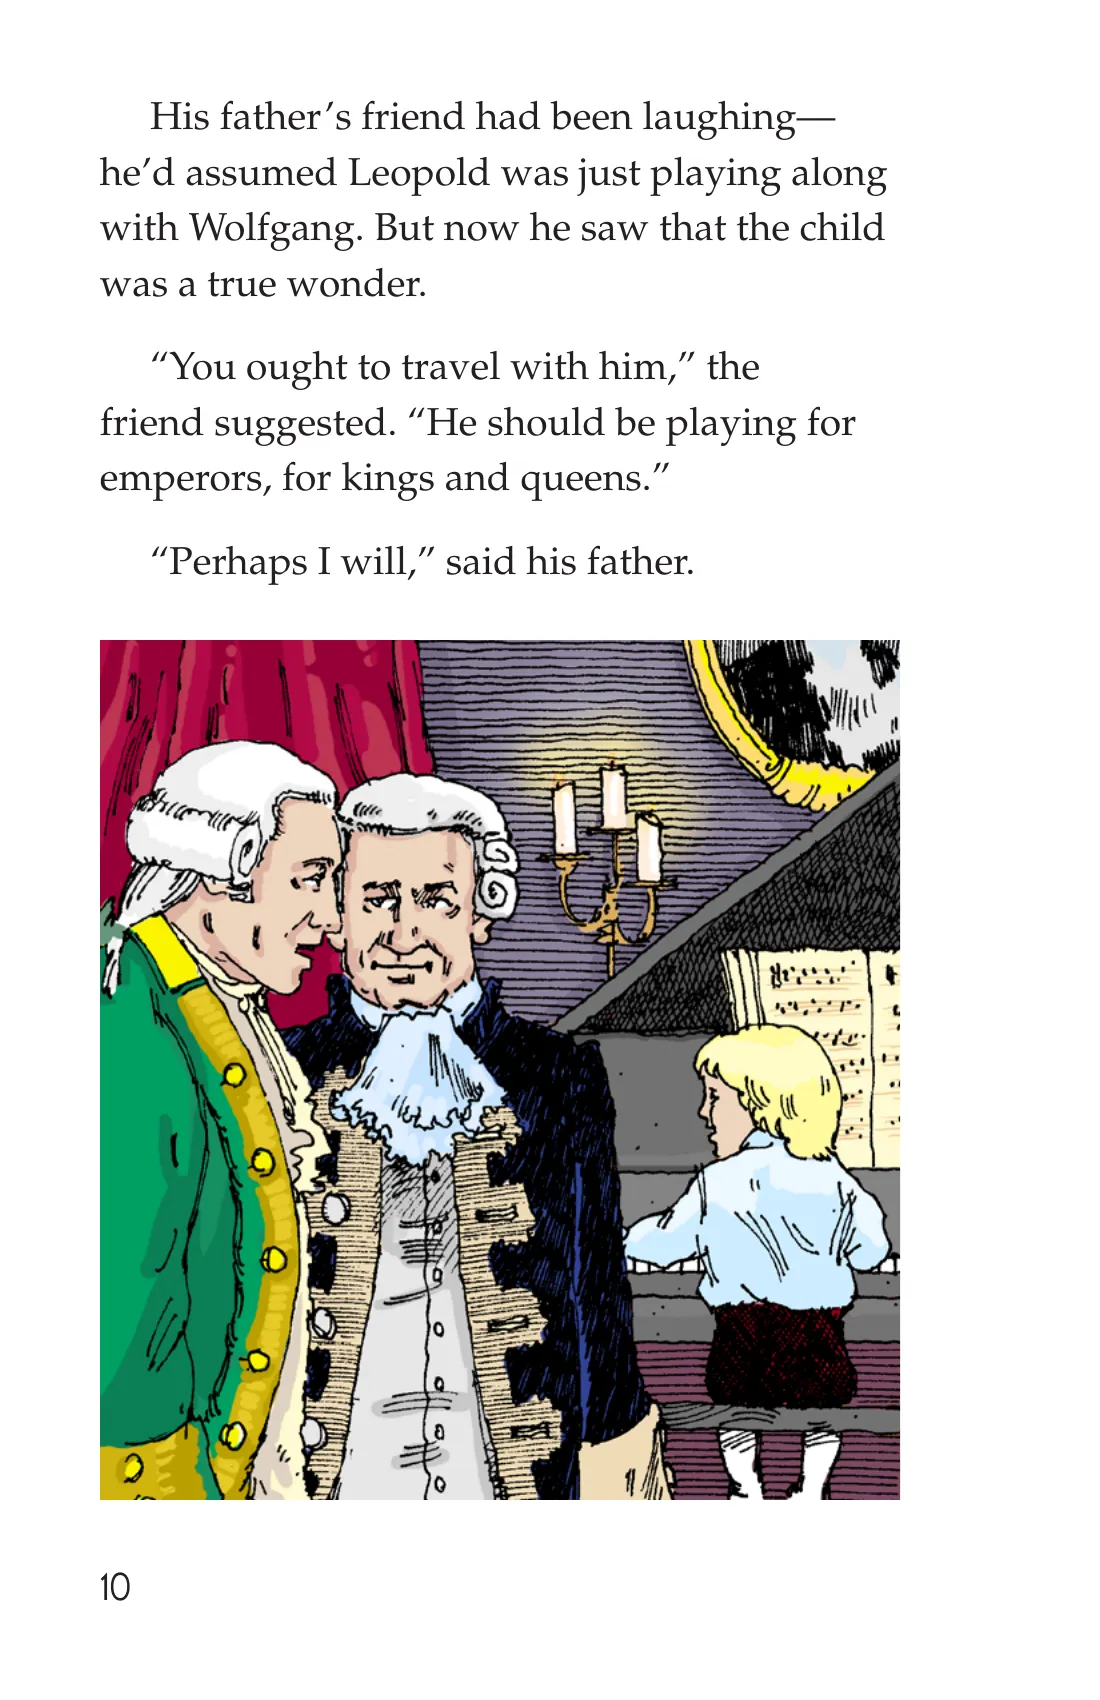 His father’s friend had been laughing—
he’d assumed Leopold was just playing along
with Wolfgang. But now he saw that the child
was a true wonder.
“You ought to travel with him,” the
friend suggested. “He should be playing for
emperors, for kings and queens.”
“Perhaps I will,” said his father.
10